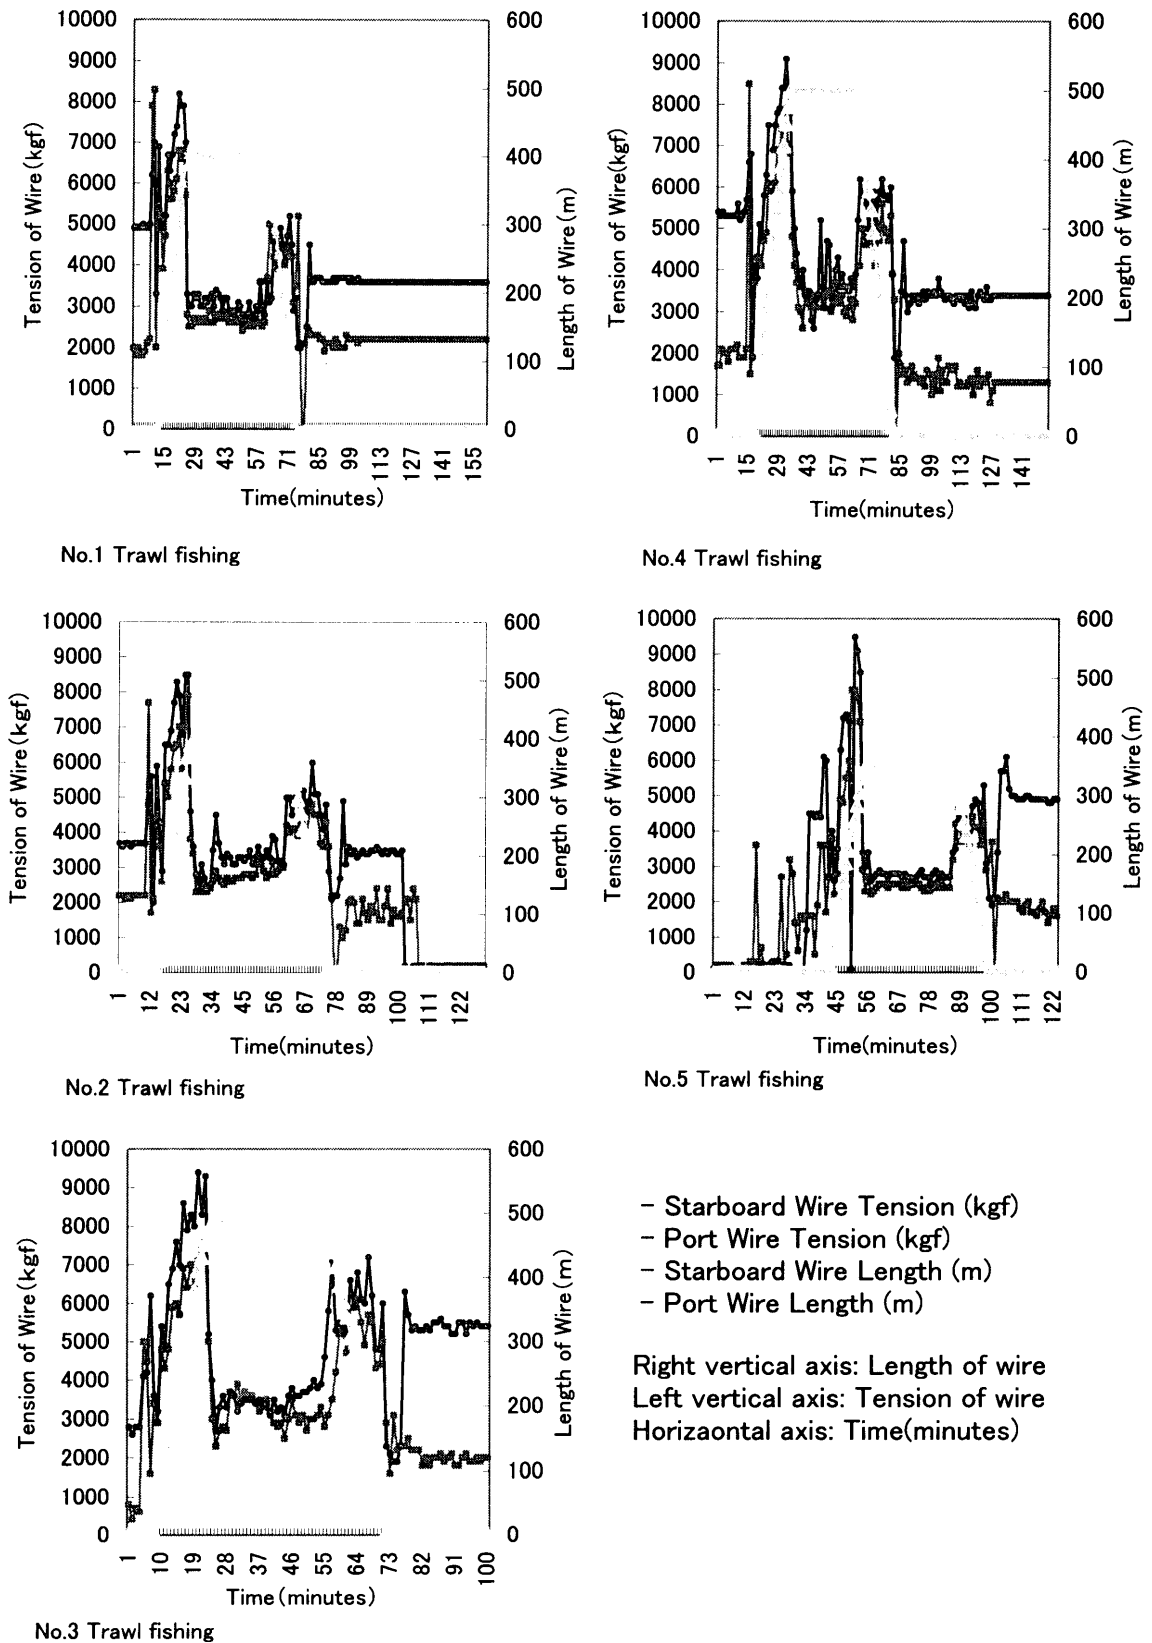 10000
9000
8000
7000
6000
5000
4000
3000
2000
1000
0
Tension of Wire(kgf)
600
500
400
300
200
100
0
Length of Wire(m)
1 15 29 43 57 71 85 99 113 127 141 155
Time(minutes)
No.1 Trawl fishing
10000
9000
8000
7000
6000
5000
4000
3000
2000
1000
0
Tension of Wire(kgf)
600
500
400
300
200
100
0
Length of Wire(m)
1 15 29 43 57 71 85 99 113 127 141
Time(minutes)
No.4 Trawl fishing
10000
9000
8000
7000
6000
5000
4000
3000
2000
1000
0
Tension of Wire(kgf)
600
500
400
300
200
100
0
Length of Wire(m)
1 12 23 34 45 56 67 78 89 100 111 122
Time(minutes)
No.2 Trawl fishing
10000
9000
8000
7000
6000
5000
4000
3000
2000
1000
0
Tension of Wire(kgf)
600
500
400
300
200
100
0
Length of Wire(m)
1 12 23 34 45 56 67 78 89 100 111 122
Time(minutes)
No.5 Trawl fishing
10000
9000
8000
7000
6000
5000
4000
3000
2000
1000
0
Tension of Wire(kgf)
600
500
400
300
200
100
0
Length of Wire(m)
1 10 19 28 37 46 55 64 73 82 91 100
Time (minutes)
No.3 Trawl fishing
- Starboard Wire Tension (kgf)
- Port Wire Tension (kgf)
- Starboard Wire Length (m)
- Port Wire Length (m)
Right vertical axis: Length of wire
Left vertical axis: Tension of wire
Horizaontal axis: Time(minutes)